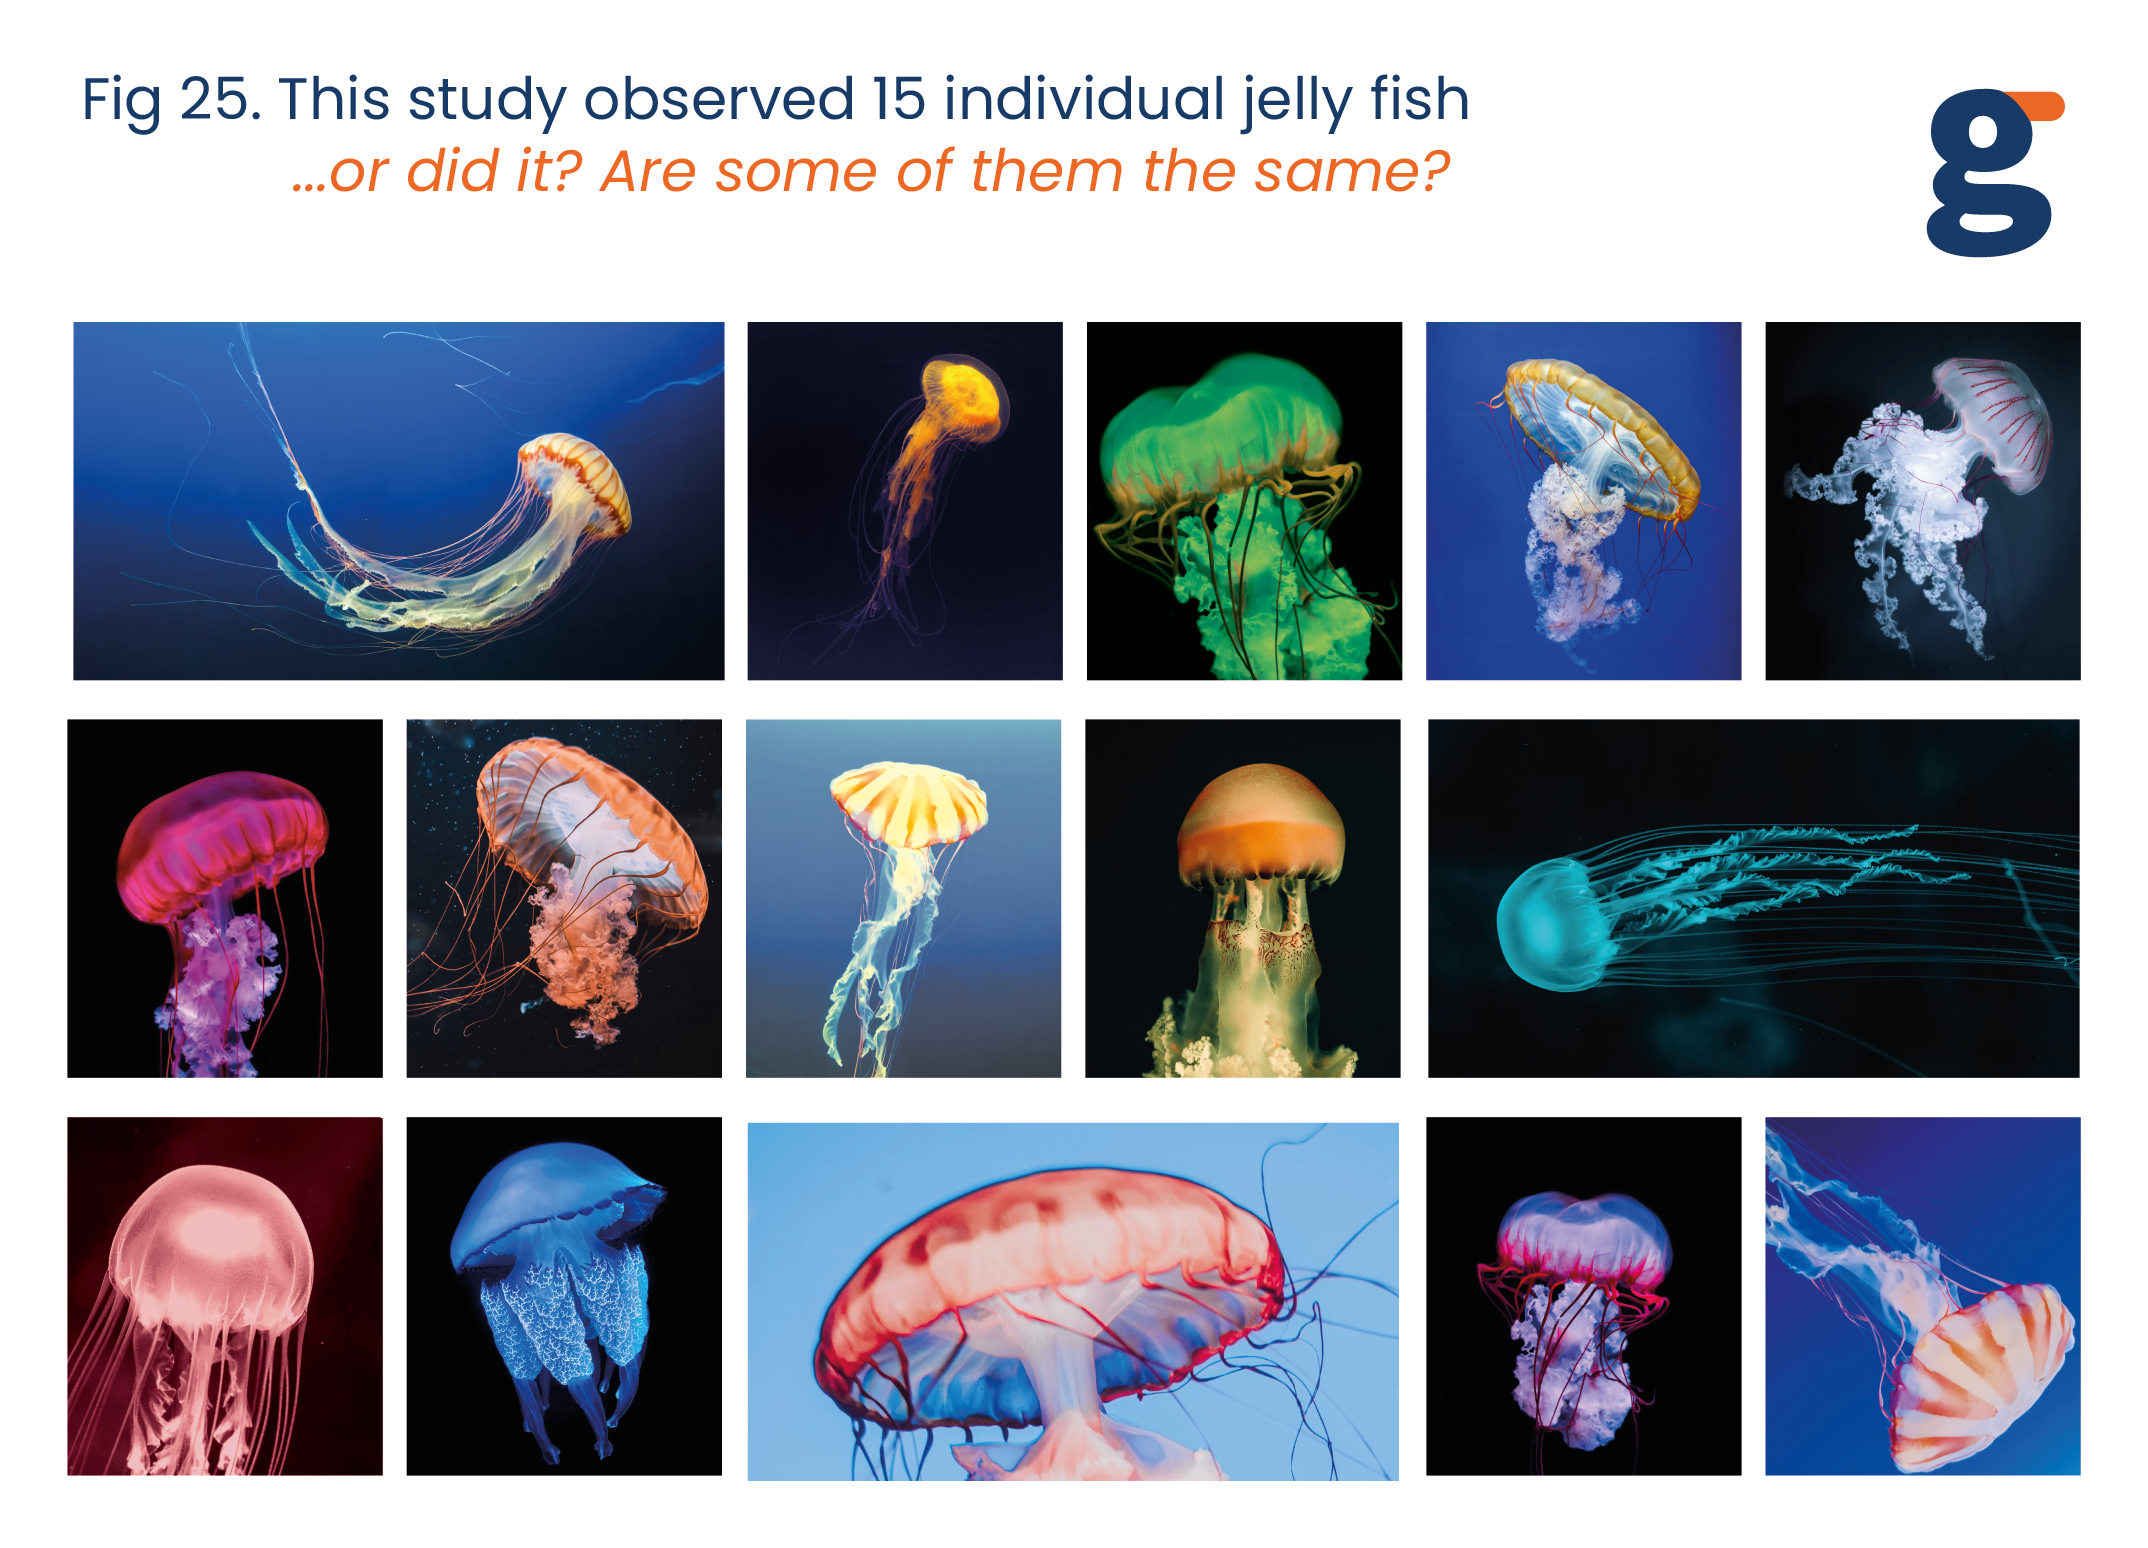 Fig 25. This study observed 15 individual jelly fish
...or did it? Are some of them the same?
g